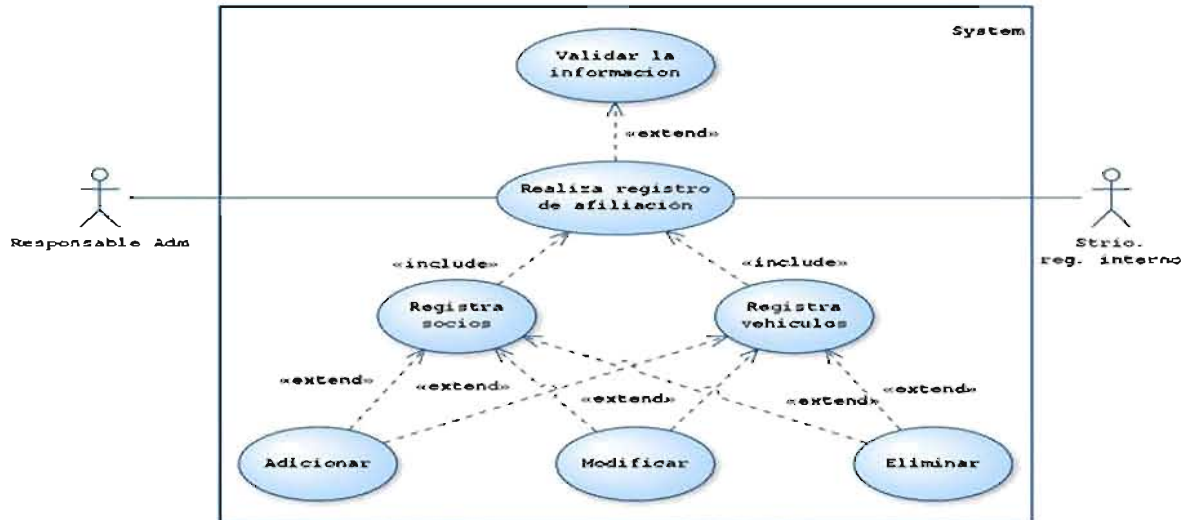 System
Validar la
informacion
«extend»
Realiza registro
de afiliación
Responsable Adm
Strio.
reg. interno
«include»
«include»
Registra
socios
Registra
vehiculos
«extend»
«extend»
«extend»
«extend»
«extend»
Adicionar
Modificar
Eliminar